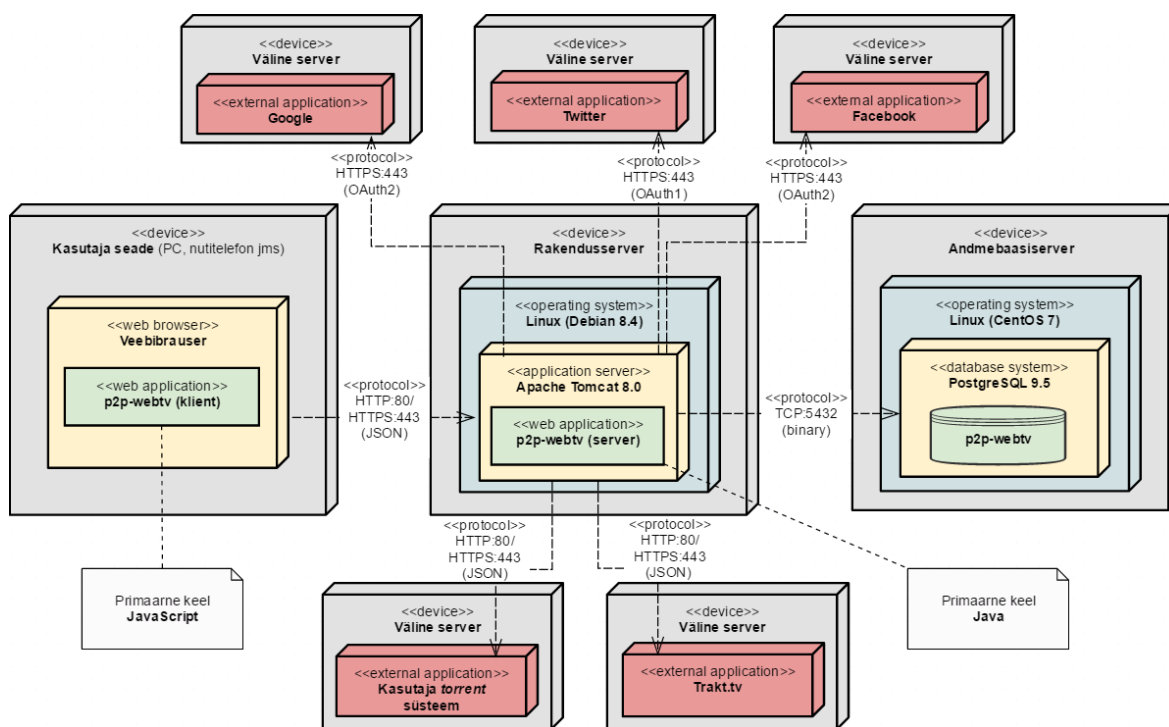 <<device>>
Väline server
<<external application>>
Google
<<device>>
Väline server
<<external application>>
Twitter
<<device>>
Väline server
<<external application>>
Facebook
<<protocol>>
HTTPS:443
(OAuth2)
<<protocol>>
HTTPS:443
(OAuth1)
<<protocol>>
HTTPS:443
(OAuth2)
<<device>>
Kasutaja seade (PC, nutitelefon jms)
<<web browser>>
Veebibrauser
<<web application>>
p2p-webtv (klient)
<<protocol>>
HTTP:80/
HTTPS:443
(JSON)
<<device>>
Rakendusserver
<<operating system>>
Linux (Debian 8.4)
<<application server>>
Apache Tomcat 8.0
<<web application>>
p2p-webtv (server)
<<protocol>>
TCP:5432
(binary)
<<device>>
Andmebaasiserver
<<operating system>>
Linux (CentOS 7)
<<database system>>
PostgreSQL 9.5
p2p-webtv
<<protocol>>
HTTP:80/
HTTPS:443
(JSON)
<<protocol>>
HTTP:80/
HTTPS:443
(JSON)
Primaarne keel
JavaScript
Primaarne keel
Java
<<device>>
Väline server
<<external application>>
Kasutaja torrent
süsteem
<<device>>
Väline server
<<external application>>
Trakt.tv